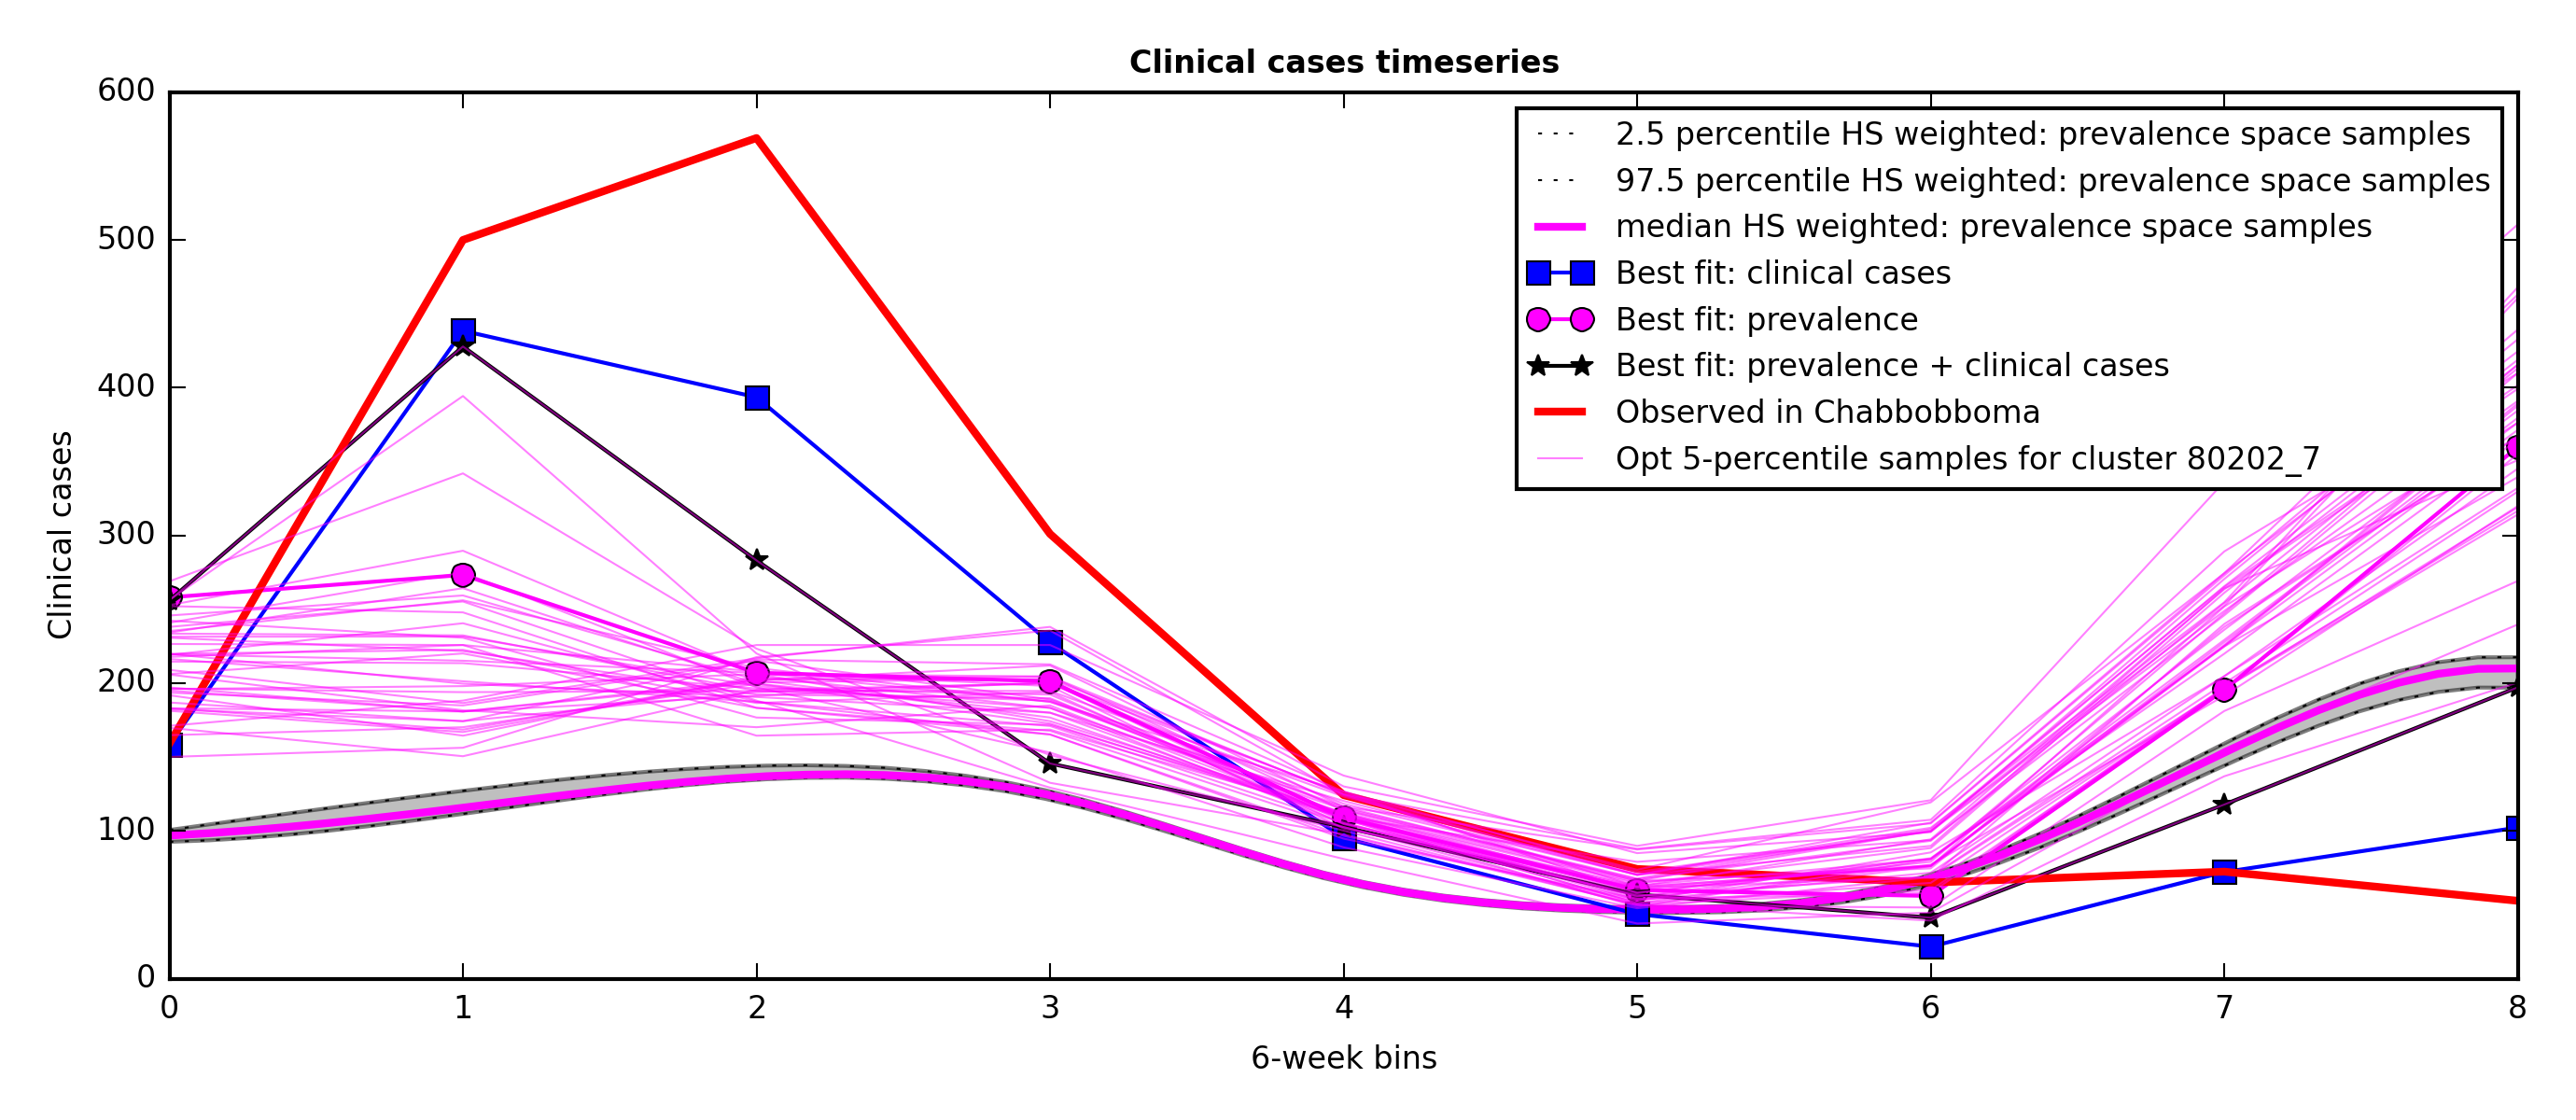 Clinical cases timeseries
600
500
400
300
200
100
0
Clinical cases
2.5 percentile HS weighted: prevalence space samples
97.5 percentile HS weighted: prevalence space samples
median HS weighted: prevalence space samples
Best fit: clinical cases
Best fit: prevalence
Best fit: prevalence + clinical cases
Observed in Chabbobboma
Opt 5-percentile samples for cluster 80202_7
0 1 2 3 4 5 6 7 8
6-week bins